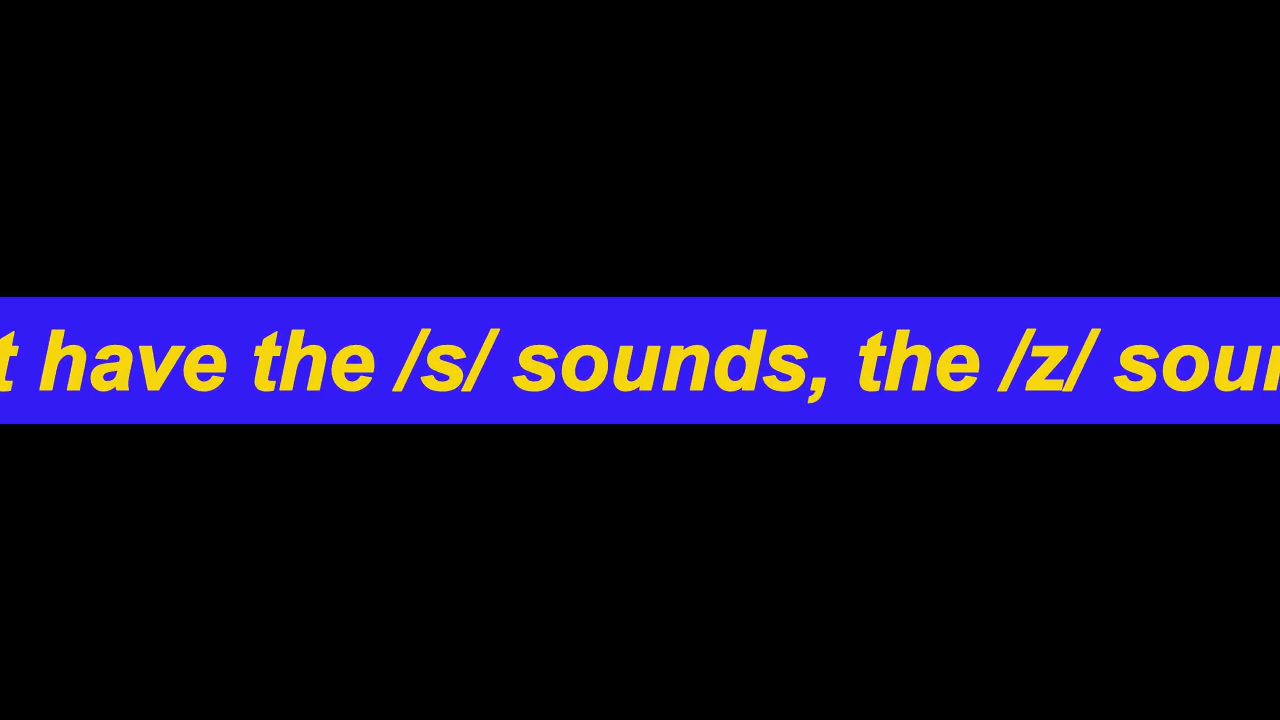 have the /s/ sounds, the /z/